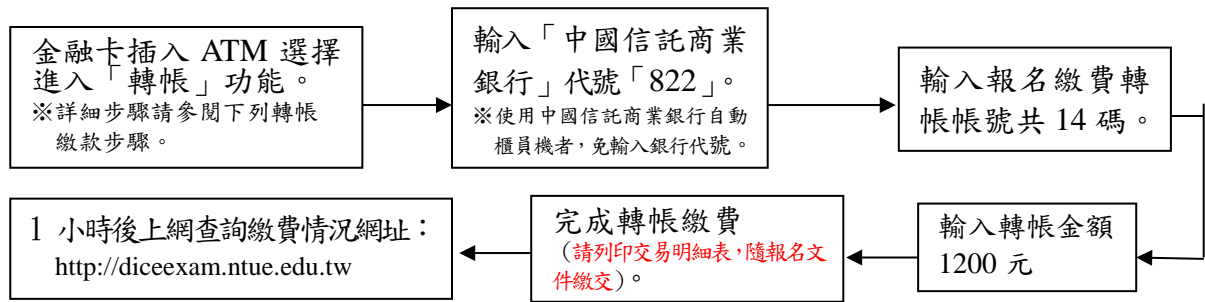 金融卡插入 ATM 選擇
進入「轉帳」功能。
※詳細步驟請參閱下列轉帳
繳款步驟。
輸入「中國信託商業
銀行」代號「822」。
※使用中國信託商業銀行自動
櫃員機者，免輸入銀行代號。
輸入報名繳費轉
帳帳號共 14 碼。
輸入轉帳金額
1200 元
完成轉帳繳費
（請列印交易明細表，隨報名文
件繳交）。
1 小時後上網查詢繳費情況網址：
http://diceexam.ntue.edu.tw